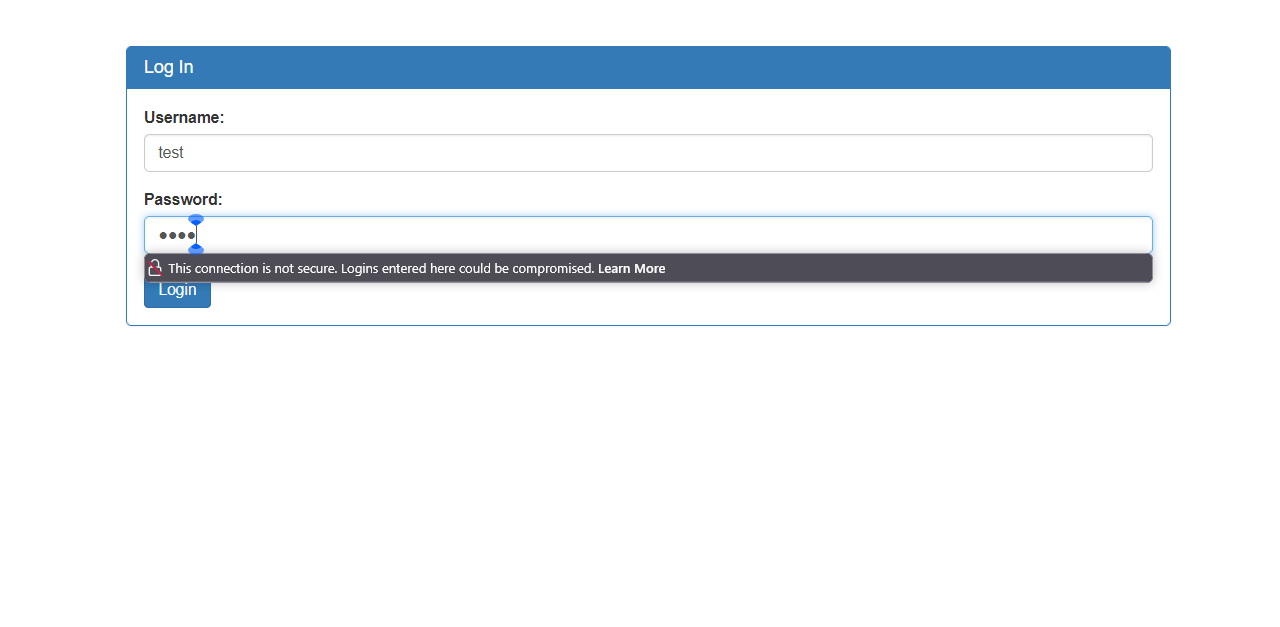 Log In
Username:
test
Password:
••••
This connection is not secure. Logins entered here could be compromised. Learn More
Login